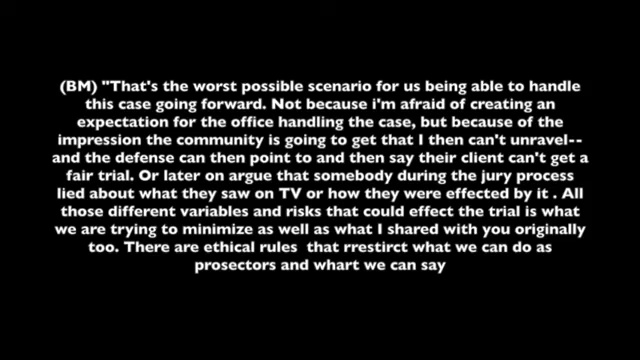 (BM) "That's the worst possible scenario for us being able to handle
this case going forward. Not because i'm afraid of creating an
expectation for the office handling the case, but because of the
impression the community is going to get that I then can't unravel--
and the defense can then point to and then say their client can't get a
fair trial. Or later on argue that somebody during the jury process
lied about what they saw on TV or how they were effected by it . All
those different variables and risks that could effect the trial is what
we are trying to minimize as well as what I shared with you originally
too. There are ethical rules  that rrestirct what we can do as
prosectors and whart we can say